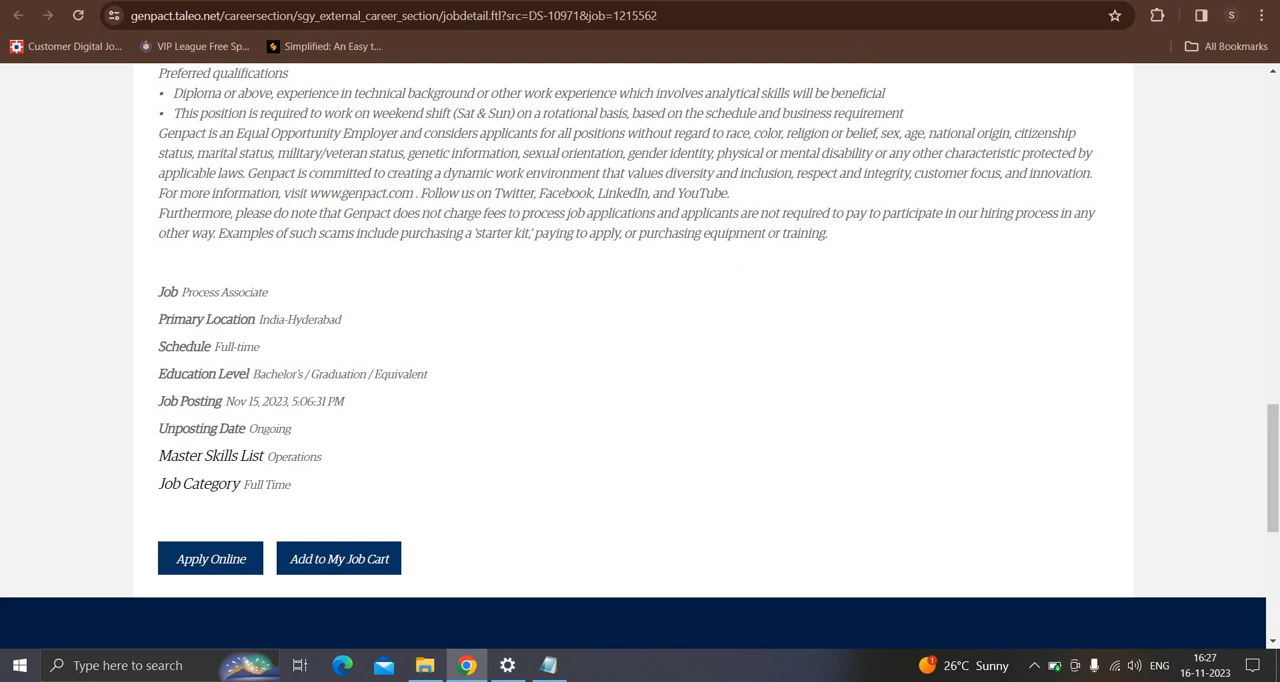 genpact.taleo.net/careersection/sgy_external_career_section/jobdetail.ftl?src=DS-10971&job=1215562
S
Customer Digital Jo...
VIP League Free Sp...
Simplified: An Easy t...
All Bookmarks
Preferred qualifications
• Diploma or above, experience in technical background or other work experience which involves analytical skills will be beneficial
• This position is required to work on weekend shift (Sat & Sun) on a rotational basis, based on the schedule and business requirement
Genpact is an Equal Opportunity Employer and considers applicants for all positions without regard to race, color, religion or belief, sex, age, national origin, citizenship
status, marital status, military/veteran status, genetic information, sexual orientation, gender identity, physical or mental disability or any other characteristic protected by
applicable laws. Genpact is committed to creating a dynamic work environment that values diversity and inclusion, respect and integrity, customer focus, and innovation.
For more information, visit www.genpact.com . Follow us on Twitter, Facebook, LinkedIn, and YouTube.
Furthermore, please do note that Genpact does not charge fees to process job applications and applicants are not required to pay to participate in our hiring process in any
other way. Examples of such scams include purchasing a 'starter kit,' paying to apply, or purchasing equipment or training.
Job Process Associate
Primary Location India-Hyderabad
Schedule Full-time
Education Level Bachelor's / Graduation / Equivalent
Job Posting Nov 15, 2023, 5:06:31 PM
Unposting Date Ongoing
Master Skills List Operations
Job Category Full Time
Apply Online
Add to My Job Cart
Type here to search
1
26°C Sunny
ENG
16:27
16-11-2023